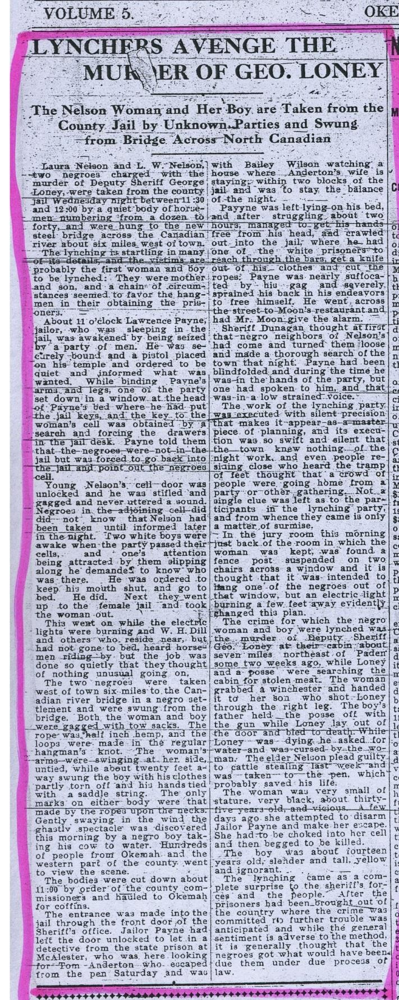 VOLUME 5.
OKE
LYNCHERS AVENGE THE
MURDER OF GEO. LONEY
The Nelson Woman and Her Boy are Taken from the
County Jail by Unknown Parties and Swung
from Bridge Across North Canadian
Laura Nelson and L. W. Nelson,
two negroes charged with the
murder of Deputy Sheriff George
Loney, were taken from the county
jail Wednesday night between 11:30
and 12:00 by a quiet body of horse-
men numbering from a dozen to
forty, and were hung to the new
steel bridge across the Canadian
river about six miles west of town.
The lynching is startling in many
of its details, and the victims are
probably the first woman and boy
to be lynched: They were mother
and son, and a chain of circum-
stances seemed to favor the hang-
men in their obtaining the pris-
oners.
About 11 o'clock Lawrence Payne,
jailor, who was sleeping in the
jail, was awakened by being seized
by a party of men. He was se-
curely bound and a pistol placed
on his temple and ordered to be
quiet and informed what was
wanted. While binding Payne's
arms and legs, one of the party
set down in a window at the head
of Payne's bed where he had put
the jail keys, and the key to the
woman's cell was obtained by a
search and forcing the drawers
in the jail desk. Payne told them
that the negroes were not in the
jail but was forced to go back into
the jail and point out the negroes
cell.
Young Nelson's cell door was
unlocked and he was stifled and
gagged and never uttered a sound.
Negroes in the adjoining cell did
did not know that Nelson had
been taken until informed later
in the night. Two white boys were
awake when the party passed their
cells, and one's attention
being attracted by them slipping
along he demanded to know who
was there. He was ordered to
keep his mouth shut, and go to
bed. He did. Next they went
up to the female jail and took
the woman out.
This went on while the electric
lights were burning and W. H. Dill
and others who reside near, but
had not gone to bed, heard horse-
men riding by but the job was
done so quietly that they thought
of nothing unusual going on.
The two negroes were taken
west of town six miles to the Can-
adian river bridge in a negro set-
tlement and were swung from the
bridge. Both the woman and boy
were gagged with tow sacks. The
rope was half inch hemp, and the
loops were made in the regular
hangman's knot. The woman's
arms were swinging at her side,
untied, while about twenty feet a-
way swung the boy with his clothes
partly torn off and his hands tied
with a saddle string. The only
marks on either body were that
made by the ropes upon the necks.
Gently swaying in the wind the
ghastly spectacle was discovered
this morning by a negro boy tak-
ing his cow to water. Hundreds
of people from Okemah and the
western part of the county went
to view the scene.
The bodies were cut down about
11:00 by order of the county com-
missioners and hauled to Okemah
for coffins.
The entrance was made into the
jail through the front door of the
Sheriff's office. Jailor Payne had
left the door unlocked to let in a
detective from the state prison at
McAlester, who was here looking
for Tom Anderton who escaped
from the pen Saturday and was
with Bailey Wilson watching a
house where Anderton's wife is
staying within two blocks of the
jail and was to stay the balance
of the night.
Payyne was left lying on his bed,
and after struggling about two
hours, managed to get his hands
free from his head, and crawled
out into the jail, where he had
one of the white prisoners to
reach through the bars, get a knife
out of his clothes and cut the
ropes. Payne was nearly suffoca-
ted by his gag and severely
sprained his back in his endeavors
to free himself. He went across
the street to Moon's restaurant and
had Mr. Moon give the alarm.
Sheriff Dunagan thought at first
that negro neighbors of Nelson's
had come and turned them loose
and made a thorough search of the
town that night. Payne had been
blindfolded and during the time he
was in the hands of the party, but
one had spoken to him, and that
was in a low strained voice.
The work of the lynching party
was executed with silent precision
that makes it appear as a master
piece of planning, and its execu-
tion was so swift and silent that
the town knew nothing of the
night work, and even people re-
siding close who heard the tramp
of feet thought that a crowd of
people were going home from a
party or other gathering. Not a
single clue was left as to the par-
ticipants in the lynching party,
and from whence they came is only
a matter of surmise.
In the jury room this morning
just back of the room in which the
woman was kept, was found a
fence post suspended on two
chairs across a window and it is
thought that it was intended to
hang one of the negroes out of
that window, but an electric light
burning a few feet away evidently
changed this plan.
The crime for which the negro
woman and boy were lynched was
the murder of Deputy Sheriff
Geo. Loney at their cabin about
seven miles northeast of Paden
some two weeks ago, while Loney
and a posse were searching the
cabin for stolen meat. The woman
grabbed a winchester and handed
it to her son who shot Loney
through the right leg. The boy's
father held the posse off with
the gun while Loney lay out of
the door and bled to death. While
Loney was dying he asked for
water and was cursed by the wo-
man. The elder Nelson plead guilty
to cattle stealing last week and
was taken to the pen, which
probably saved his life.
The woman was very small of
stature, very black, about thirty-
five years old, and vicious. A few
days ago she attempted to disarm
Jailor Payne and make her escape.
She had to be choked into her cell
and then begged to be killed.
The boy was about fourteen
years old, slender and tall, yellow
and ignorant.
The lynching came as a com-
plete surprise to the sheriff's for-
ces and the people. After the
prisoners had been brought out of
the country where the crime was
committed no further trouble was
anticipated and while the general
sentiment is adverse to the method,
it is generally thought that the
negroes got what would have been
due them under due process of
law.